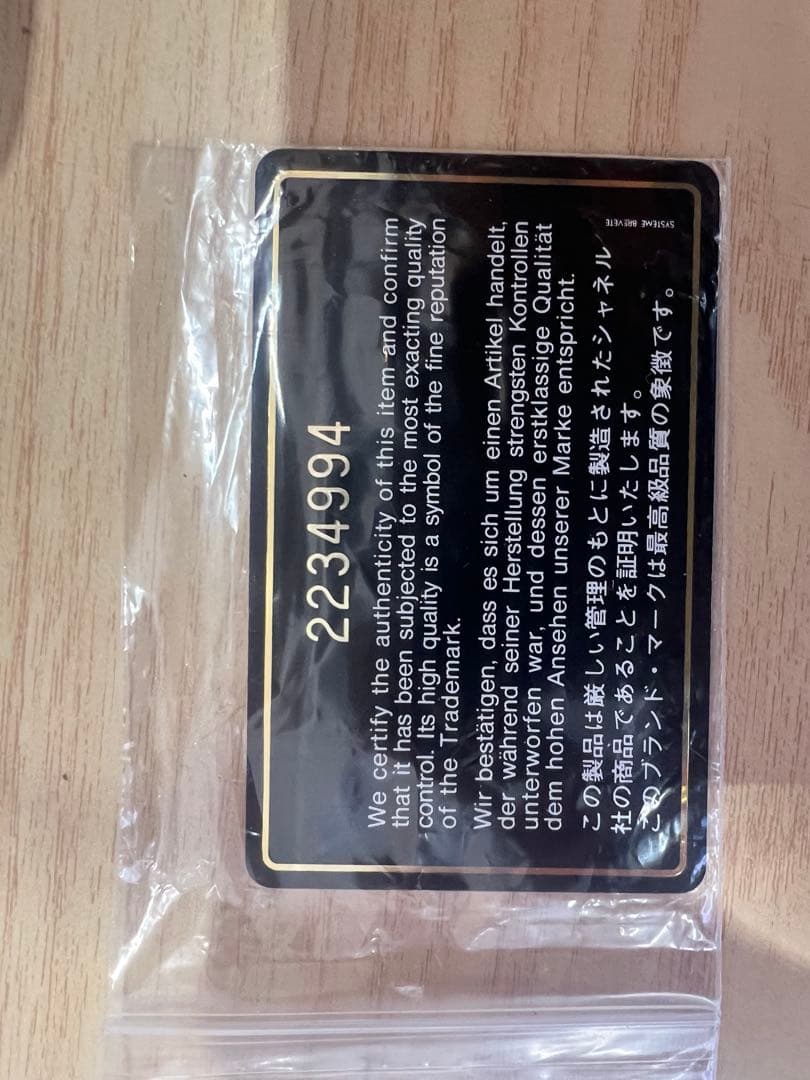 2234994
We certify the authenticity of this item and confirm
that it has been subjected to the most exacting quality
control. Its high quality is a symbol of the fine reputation
of the Trademark.
Wir bestätigen, dass es sich um einen Artikel handelt,
der während seiner Herstellung strengsten Kontrollen
unterworfen war, und dessen erstklassige Qualität
dem hohen Ansehen unserer Marke entspricht.
この製品は厳しい管理のもとに製造されたシャネル
社の商品であることを証明いたします。
このブランド・マークは最高級品質の象徴です。
SYSTEME BREVETE